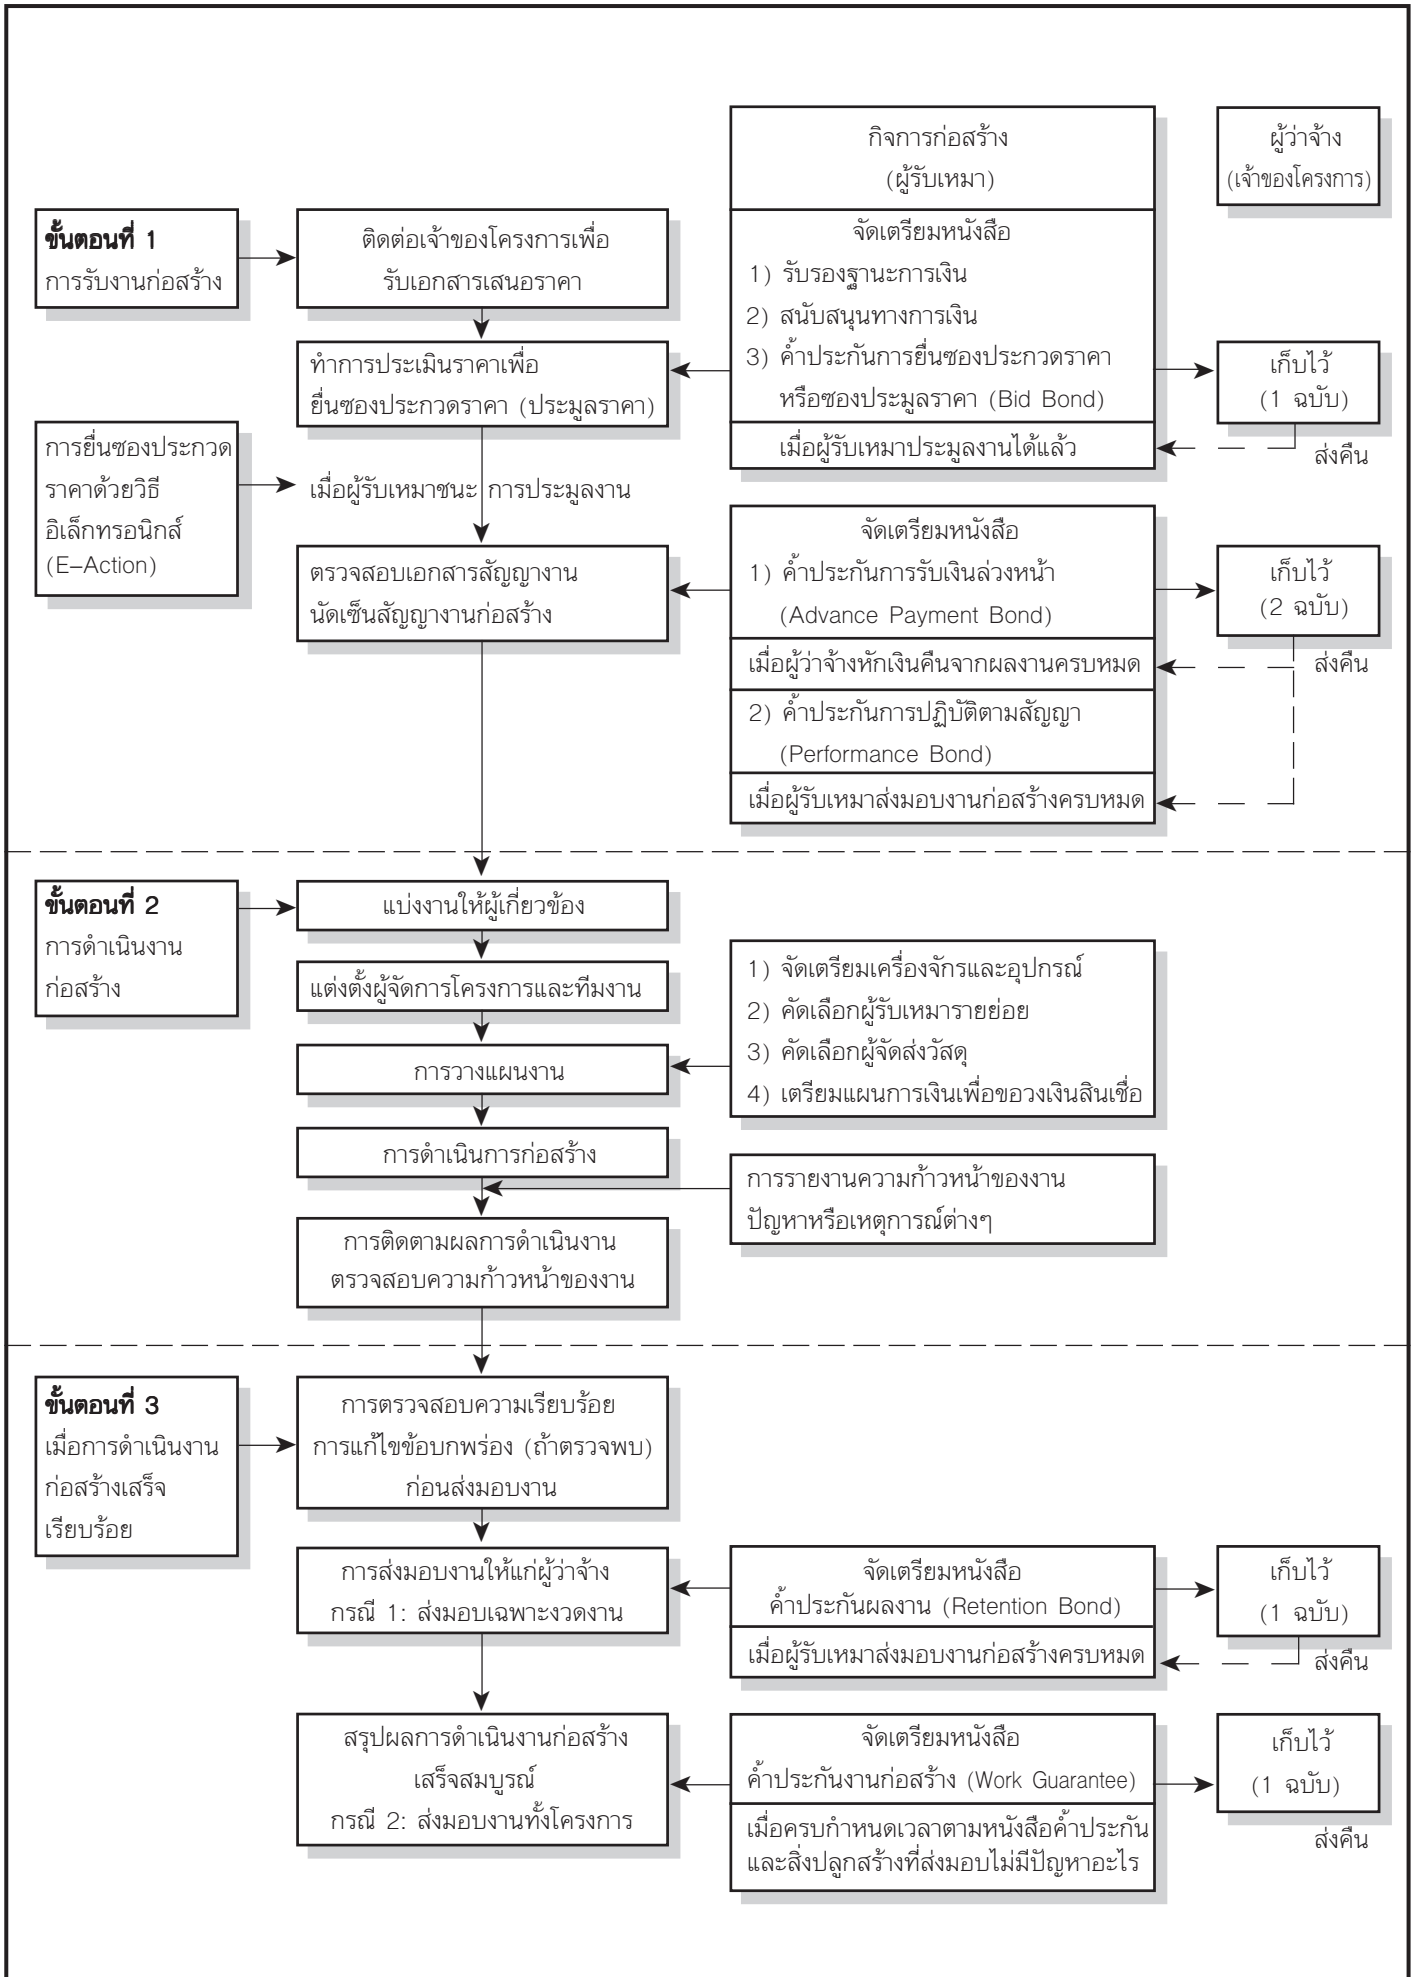 กิจการก่อสร้าง
(ผู้รับเหมา)
ผู้ว่าจ้าง
(เจ้าของโครงการ)
ขั้นตอนที่ 1
การรับงานก่อสร้าง
ติดต่อเจ้าของโครงการเพื่อ
รับเอกสารเสนอราคา
จัดเตรียมหนังสือ
1) รับรองฐานะการเงิน
2) สนับสนุนทางการเงิน
3) ค้ำประกันการยื่นซองประกวดราคา
หรือซองประมูลราคา (Bid Bond)
ทำการประเมินราคาเพื่อ
ยื่นซองประกวดราคา (ประมูลราคา)
เก็บไว้
(1 ฉบับ)
เมื่อผู้รับเหมาประมูลงานได้แล้ว
ส่งคืน
การยื่นซองประกวด
ราคาด้วยวิธี
อิเล็กทรอนิกส์
(E–Action)
เมื่อผู้รับเหมาชนะ การประมูลงาน
ตรวจสอบเอกสารสัญญางาน
นัดเซ็นสัญญางานก่อสร้าง
จัดเตรียมหนังสือ
1) ค้ำประกันการรับเงินล่วงหน้า
(Advance Payment Bond)
เก็บไว้
(2 ฉบับ)
เมื่อผู้ว่าจ้างหักเงินคืนจากผลงานครบหมด
ส่งคืน
2) ค้ำประกันการปฏิบัติตามสัญญา
(Performance Bond)
เมื่อผู้รับเหมาส่งมอบงานก่อสร้างครบหมด
ขั้นตอนที่ 2
การดำเนินงาน
ก่อสร้าง
แบ่งงานให้ผู้เกี่ยวข้อง
แต่งตั้งผู้จัดการโครงการและทีมงาน
การวางแผนงาน
1) จัดเตรียมเครื่องจักรและอุปกรณ์
2) คัดเลือกผู้รับเหมารายย่อย
3) คัดเลือกผู้จัดส่งวัสดุ
4) เตรียมแผนการเงินเพื่อขอวงเงินสินเชื่อ
การดำเนินการก่อสร้าง
การรายงานความก้าวหน้าของงาน
ปัญหาหรือเหตุการณ์ต่างๆ
การติดตามผลการดำเนินงาน
ตรวจสอบความก้าวหน้าของงาน
ขั้นตอนที่ 3
เมื่อการดำเนินงาน
ก่อสร้างเสร็จ
เรียบร้อย
การตรวจสอบความเรียบร้อย
การแก้ไขข้อบกพร่อง (ถ้าตรวจพบ)
ก่อนส่งมอบงาน
การส่งมอบงานให้แก่ผู้ว่าจ้าง
กรณี 1: ส่งมอบเฉพาะงวดงาน
จัดเตรียมหนังสือ
ค้ำประกันผลงาน (Retention Bond)
เก็บไว้
(1 ฉบับ)
เมื่อผู้รับเหมาส่งมอบงานก่อสร้างครบหมด
ส่งคืน
สรุปผลการดำเนินงานก่อสร้าง
เสร็จสมบูรณ์
กรณี 2: ส่งมอบงานทั้งโครงการ
จัดเตรียมหนังสือ
ค้ำประกันงานก่อสร้าง (Work Guarantee)
เก็บไว้
(1 ฉบับ)
เมื่อครบกำหนดเวลาตามหนังสือค้ำประกัน
และสิ่งปลูกสร้างที่ส่งมอบไม่มีปัญหาอะไร
ส่งคืน